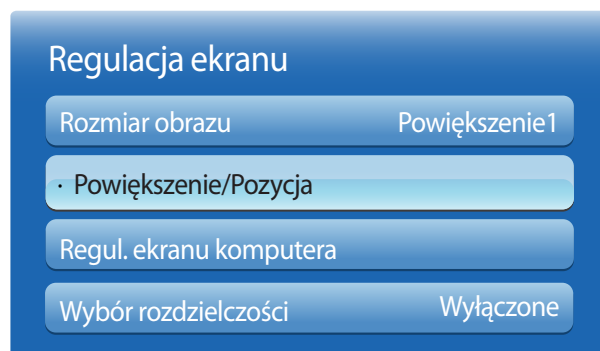 Regulacja ekranu
Rozmiar obrazu Powiększenie1
· Powiększenie/Pozycja
Regul. ekranu komputera
Wybór rozdzielczości Wyłączone